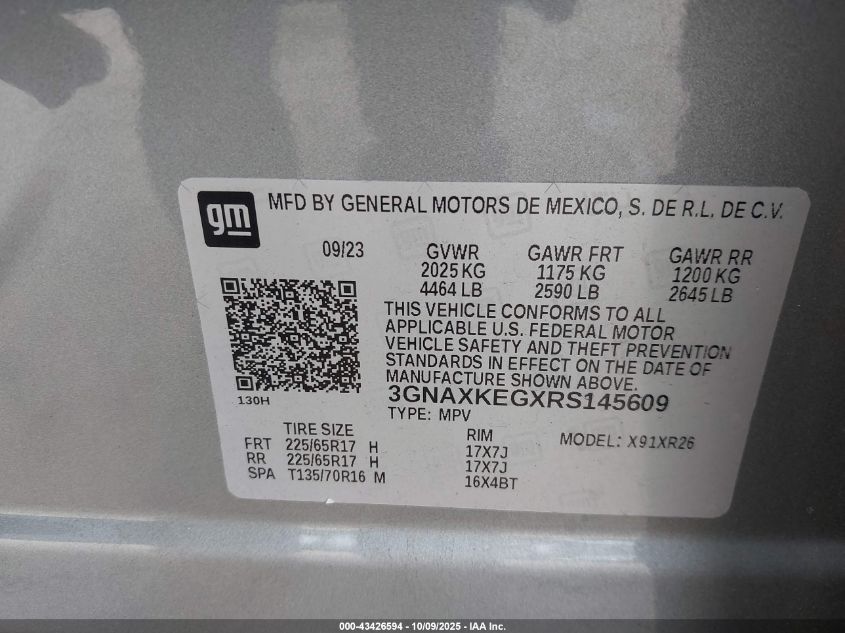 gm
MFD BY GENERAL MOTORS DE MEXICO, S. DE R.L. DE C.V.
09/23 GVWR GAWR FRT GAWR RR
2025 KG 1175 KG 1200 KG
4464 LB 2590 LB 2645 LB
THIS VEHICLE CONFORMS TO ALL
APPLICABLE U.S. FEDERAL MOTOR
VEHICLE SAFETY AND THEFT PREVENTION
STANDARDS IN EFFECT ON THE DATE OF
MANUFACTURE SHOWN ABOVE.
130H
3GNAXKEGXRS145609
TYPE: MPV
TIRE SIZE RIM MODEL: X91XR26
FRT 225/65R17 H 17X7J
RR 225/65R17 H 17X7J
SPA T135/70R16 M 16X4BT
000-43426594 - 10/09/2025 - IAA Inc.